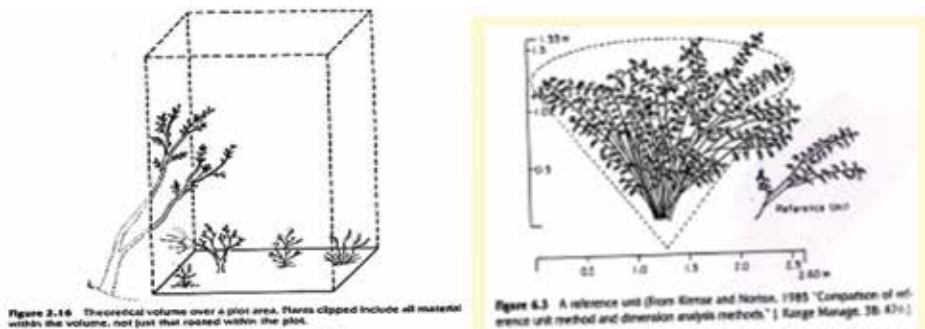 Figure 2.16 Theoretical volume over a plot area. Plants clipped include all material
within the volume, not just that rooted within the plot.
1.55 m
1.5
1.0
0.5
Reference Unit
0.5
1.0
1.5
2.0
2.5
2.60 m
Figure 6.3 A reference unit (from and 1985 "Comparison of ref-
erence unit method and dimension analysis methods." J. Range Manage. 38: